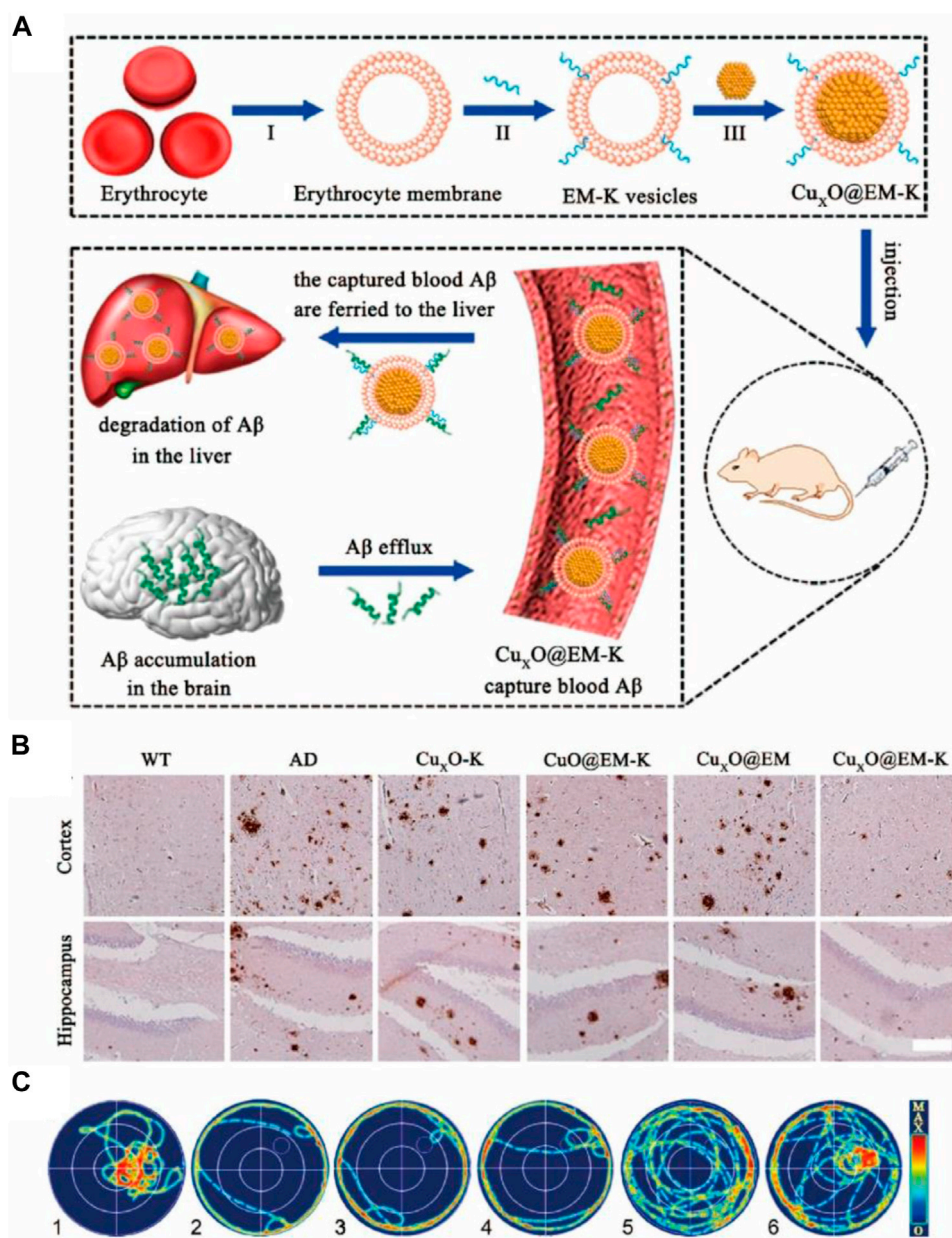 A
I
II
III
Erythrocyte
Erythrocyte membrane
EM-K vesicles
CuₓO@EM-K
injection
the captured blood Aβ
are ferried to the liver
degradation of Aβ
in the liver
Aβ efflux
Aβ accumulation
in the brain
CuₓO@EM-K
capture blood Aβ
B
WT
AD
CuₓO-K
CuO@EM-K
CuₓO@EM
CuₓO@EM-K
Cortex
Hippocampus
C
1
2
3
4
5
6
MAX
0